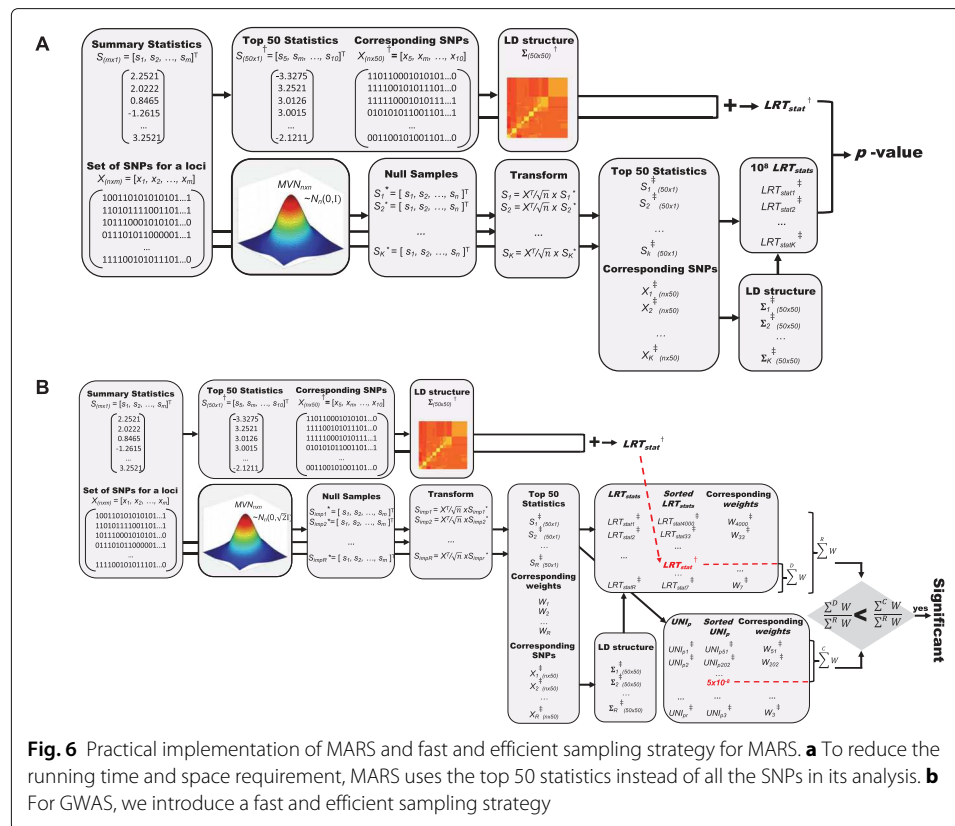 A
Summary Statistics
S(mx1) = [s1, s2, …, sm]T
2.2521
2.0222
0.8465
-1.2615
...
3.2521
Set of SNPs for a loci
X(nxm) = [x1, x2, …, xm]
100110101010101...1
110101111001101...1
101110001010101...0
011101011000001...1
...
111100101011101...0
Top 50 Statistics
S(50x1)† = [s5, sm, …, s10]T
-3.3275
3.2521
3.0126
3.0015
...
-2.1211
Corresponding SNPs
X(nx50)† = [x5, xm, …, x10]
110110001010101...0
111100101011101...0
111110001010111...1
010101011001101...1
...
001100101001101...0
LD structure
Σ(50x50)†
+ LRTstat†
p -value
MVNnxn
~Nn(0,I)
Null Samples
S1* = [ s1, s2, …, sn ]T
S2* = [ s1, s2, …, sn ]T
...
SK* = [ s1, s2, …, sn ]T
Transform
S1 = XT/√n x S1*
S2 = XT/√n x S2*
...
SK = XT/√n x SK*
Top 50 Statistics
S1‡ (50x1)
S2‡ (50x1)
...
Sk‡ (50x1)
Corresponding SNPs
X1‡ (nx50)
X2‡ (nx50)
...
XK‡ (nx50)
10⁸ LRTstats
LRTstat1‡
LRTstat2‡
...
LRTstatK‡
LD structure
Σ1‡ (50x50)
Σ2‡ (50x50)
...
ΣK‡ (50x50)
B
Summary Statistics
S(mx1) = [s1, s2, …, sm]T
2.2521
2.0222
0.8465
-1.2615
...
3.2521
Set of SNPs for a loci
X(nxm) = [x1, x2, …, xm]
100110101010101...1
110101111001101...1
101110001010101...0
011101011000001...1
...
111100101011101...0
Top 50 Statistics
S(50x1)† = [s5, sm, …, s10]T
-3.3275
3.2521
3.0126
3.0015
...
-2.1211
Corresponding SNPs
X(nx50)† = [x5, xm, …, x10]
110110001010101...0
111100101011101...0
111110001010111...1
010101011001101...1
...
001100101001101...0
LD structure
Σ(50x50)†
+ LRTstat†
MVNnxn
~Nn(0,√2I)
Null Samples
Simp1* = [ s1, s2, …, sm ]T
Simp2* = [ s1, s2, …, sm ]T
...
SimpR* = [ s1, s2, …, sm ]T
Transform
Simp1 = XT/√n xSimp1*
Simp2 = XT/√n xSimp2*
...
SimpR = XT/√n xSimpR*
Top 50 Statistics
S1‡ (50x1)
S2‡ (50x1)
...
SR‡ (50x1)
Corresponding weights
W1
W2
...
WR
Corresponding SNPs
X1‡ (nx50)
X2‡ (nx50)
...
XR‡ (nx50)
LD structure
Σ1‡ (50x50)
Σ2‡ (50x50)
...
ΣR‡ (50x50)
LRTstats
LRTstat1‡
LRTstat2‡
...
LRTstatR‡
Sorted LRTstats
LRTstat4000‡
LRTstat33‡
...
LRTstat†
...
LRTstat7‡
Corresponding weights
W4000‡
W33‡
...
...
W7‡
ΣD W
ΣR W
UNIp
UNIp1‡
UNIp2‡
...
UNIpr‡
Sorted UNIp
UNIp51‡
UNIp202‡
...
5x10-8
...
UNIp3‡
Corresponding weights
W51‡
W202‡
...
W3‡
ΣC W
ΣD W / ΣR W < ΣC W / ΣR W
yes
Significant
Fig. 6 Practical implementation of MARS and fast and efficient sampling strategy for MARS. a To reduce the
running time and space requirement, MARS uses the top 50 statistics instead of all the SNPs in its analysis. b
For GWAS, we introduce a fast and efficient sampling strategy